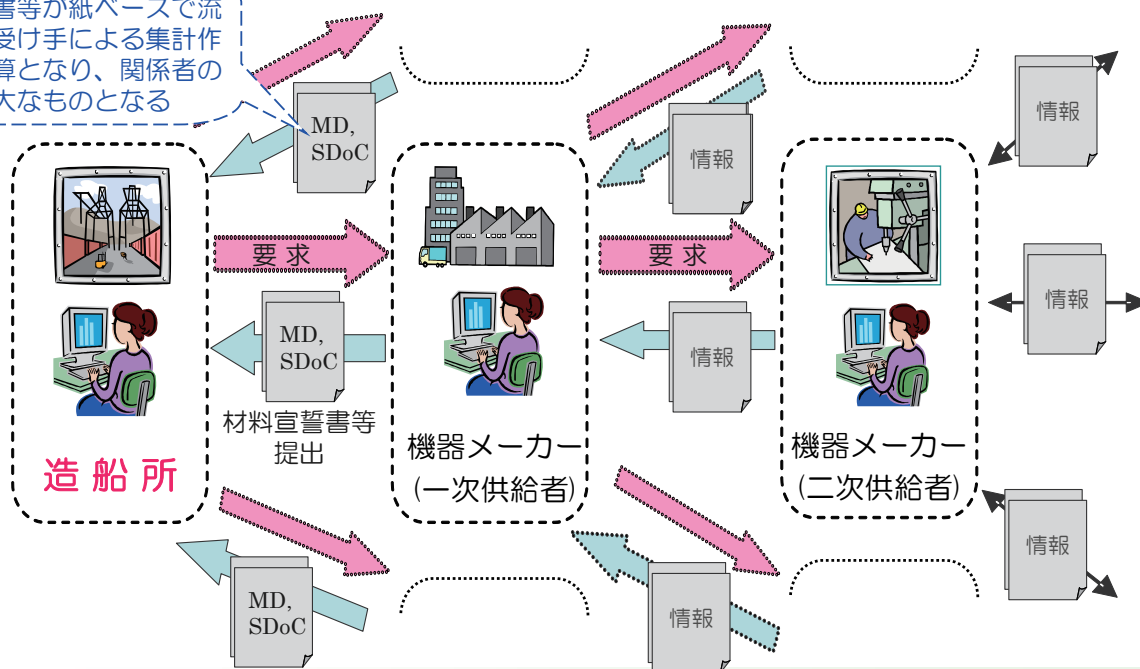 書等が紙ベースで流
受け手による集計作
算となり、関係者の
大なものとなる
MD,
SDoC
情報
情報
要求
要求
MD,
SDoC
情報
情報
材料宣誓書等
提出
造船所
機器メーカー
(一次供給者)
機器メーカー
(二次供給者)
MD,
SDoC
情報
情報